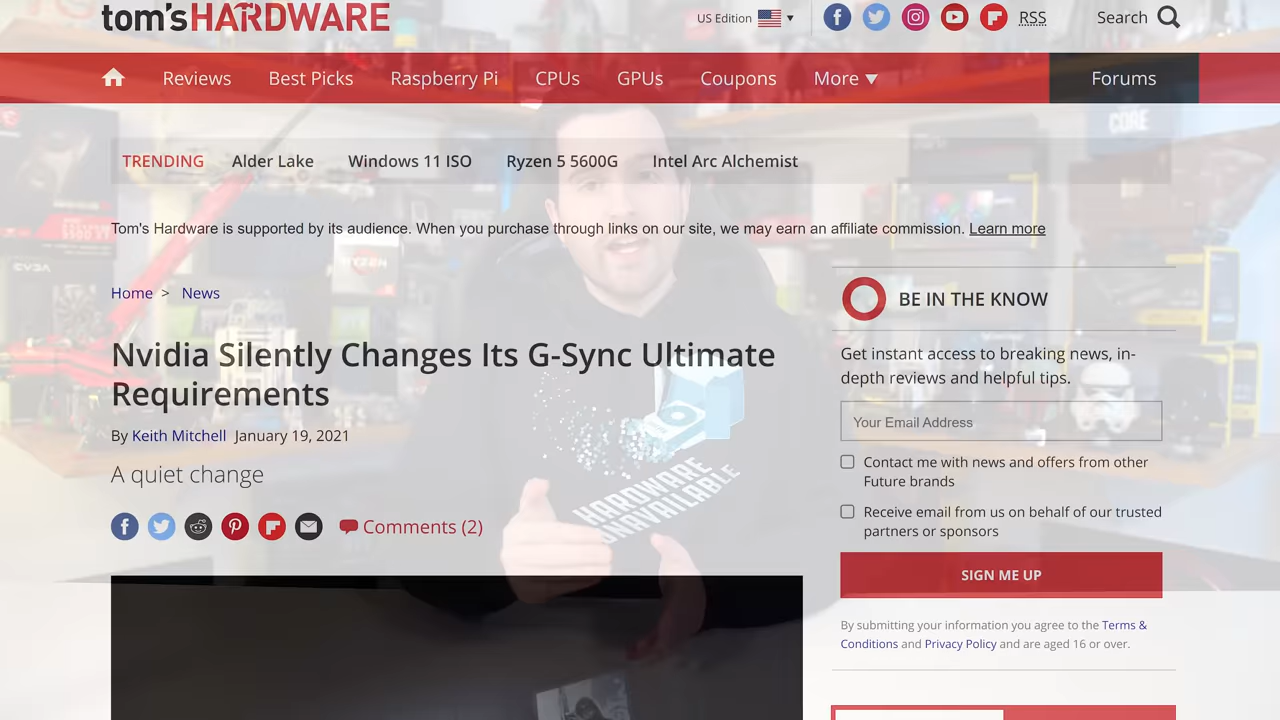 tom'sHARDWARE
US Edition
RSS
Search
Reviews
Best Picks
Raspberry Pi
CPUs
GPUs
Coupons
More
Forums
CORE
TRENDING
Alder Lake
Windows 11 ISO
Ryzen 5 5600G
Intel Arc Alchemist
Tom's Hardware is supported by its audience. When you purchase through links on our site, we may earn an affiliate commission. Learn more
RYZEN
EVGA
Home > News
Nvidia Silently Changes Its G-Sync Ultimate
Requirements
By Keith Mitchell January 19, 2021
A quiet change
Comments (2)
HARDWARE
UNAVAILABLE
BE IN THE KNOW
Get instant access to breaking news, in-
depth reviews and helpful tips.
Your Email Address
Contact me with news and offers from other
Future brands
Receive email from us on behalf of our trusted
partners or sponsors
SIGN ME UP
By submitting your information you agree to the Terms &
Conditions and Privacy Policy and are aged 16 or over.